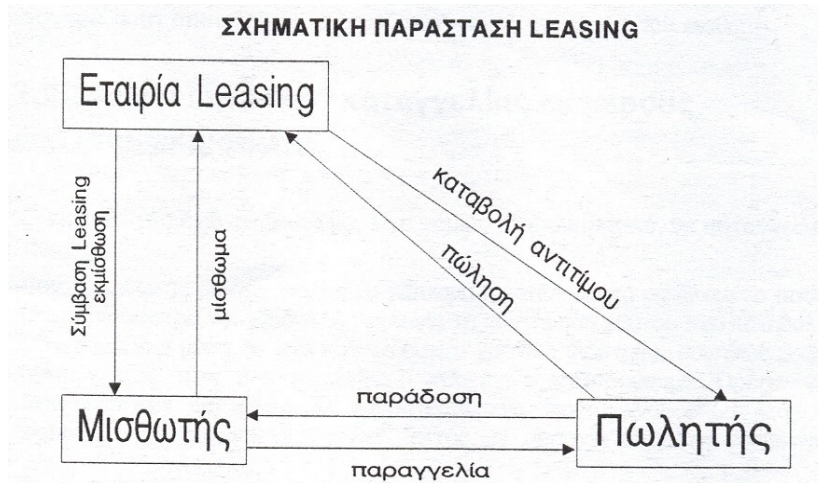 ΣΧΗΜΑΤΙΚΗ ΠΑΡΑΣΤΑΣΗ LEASING
Εταιρία Leasing
Σύμβαση Leasing
εκμίσθωση
μίσθωμα
καταβολή αντιτίμου
πώληση
παράδοση
Μισθωτής
Πωλητής
παραγγελία